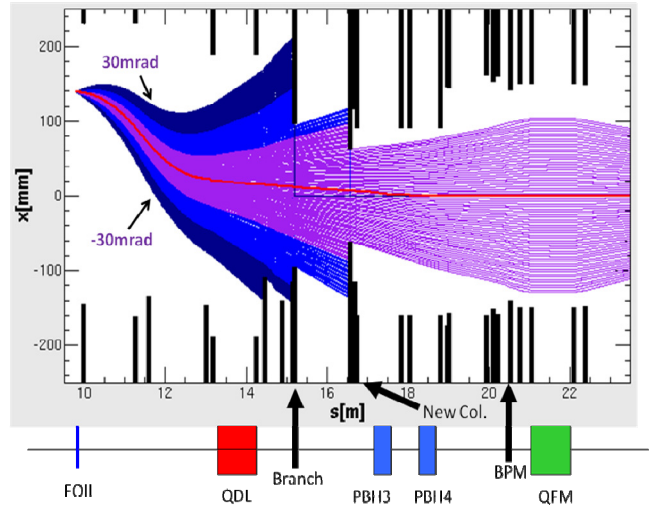 x[mm]
200
100
0
-100
-200
30mrad
-30mrad
10
12
14
16
18
20
22
s[m]
New Col.
Branch
BPM
FOIl
QDL
PBH3
PBH4
QFM